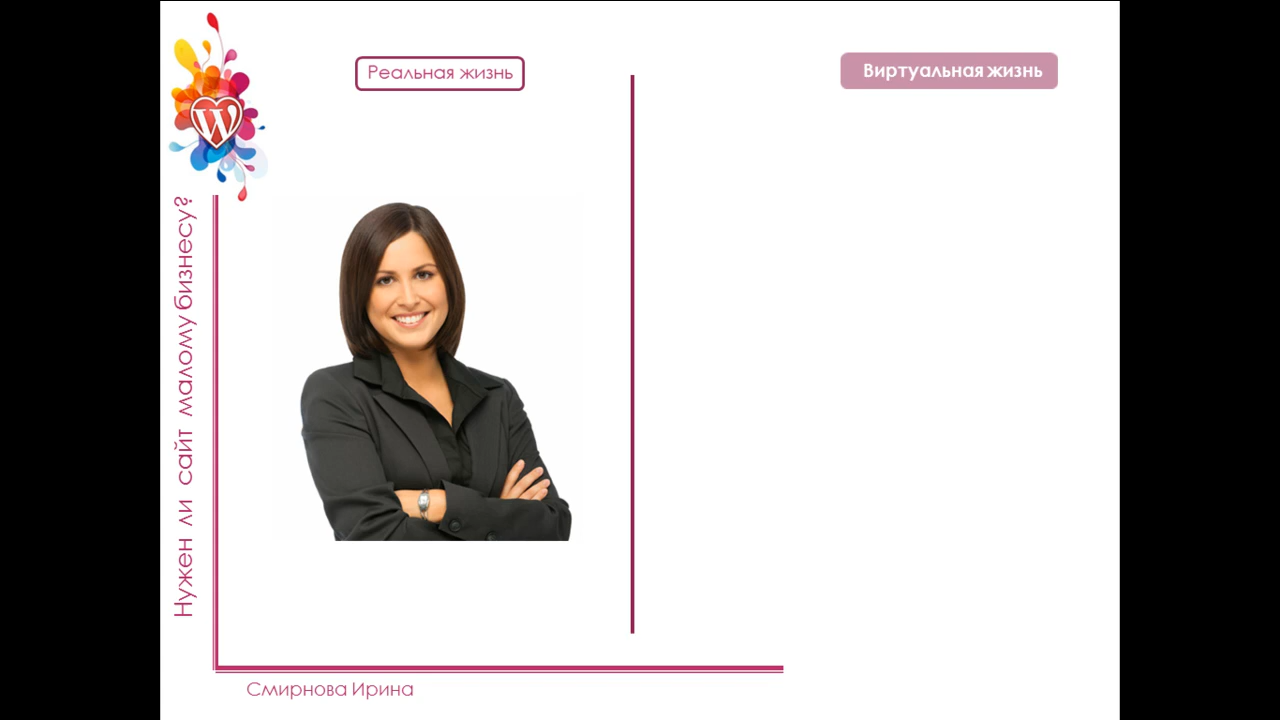 Реальная жизнь
Виртуальная жизнь
W
Нужен ли сайт малому бизнесу?
Смирнова Ирина